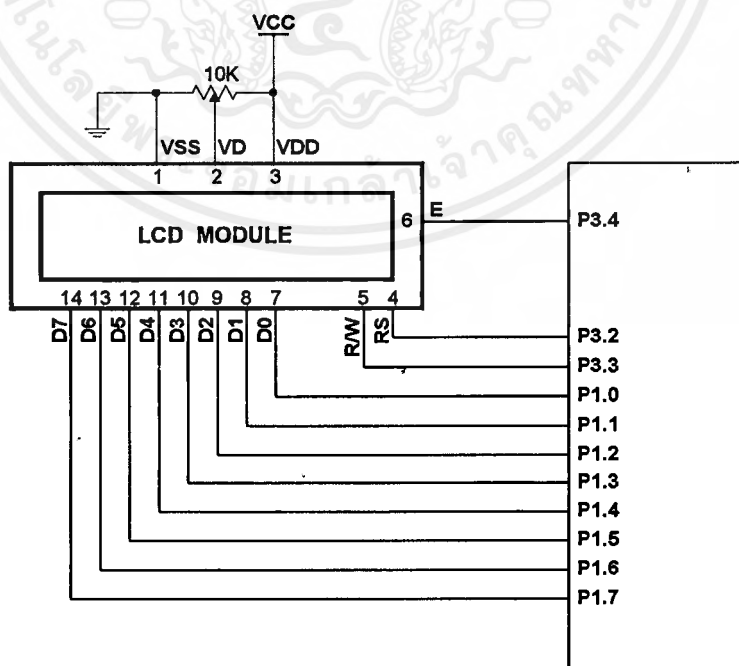 VCC
10K
VSS VD VDD
1 2 3
LCD MODULE
6 E
14 13 12 11 10 9 8 7 5 4
D7 D6 D5 D4 D3 D2 D1 D0 R/W RS
P3.4
P3.2
P3.3
P1.0
P1.1
P1.2
P1.3
P1.4
P1.5
P1.6
P1.7